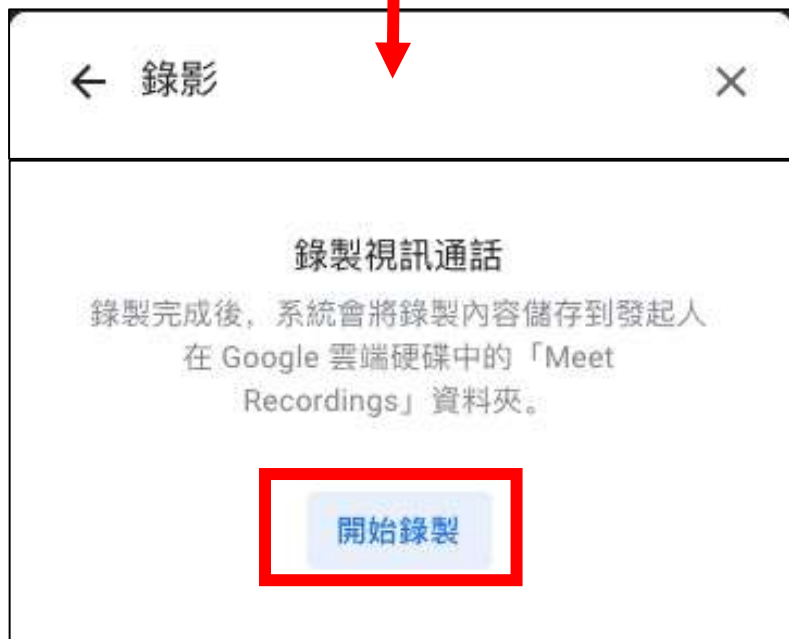 錄影
錄製視訊通話
錄製完成後，系統會將錄製內容儲存到發起人
在 Google 雲端硬碟中的「Meet
Recordings」資料夾。
開始錄製